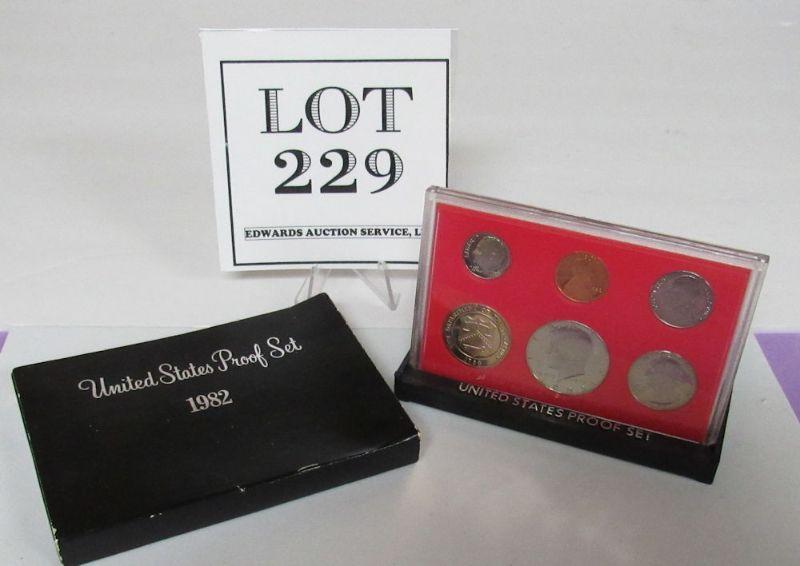 LOT
229
EDWARDS AUCTION SERVICE,
United States Proof Set
1982
UNITED STATES PROOF SET